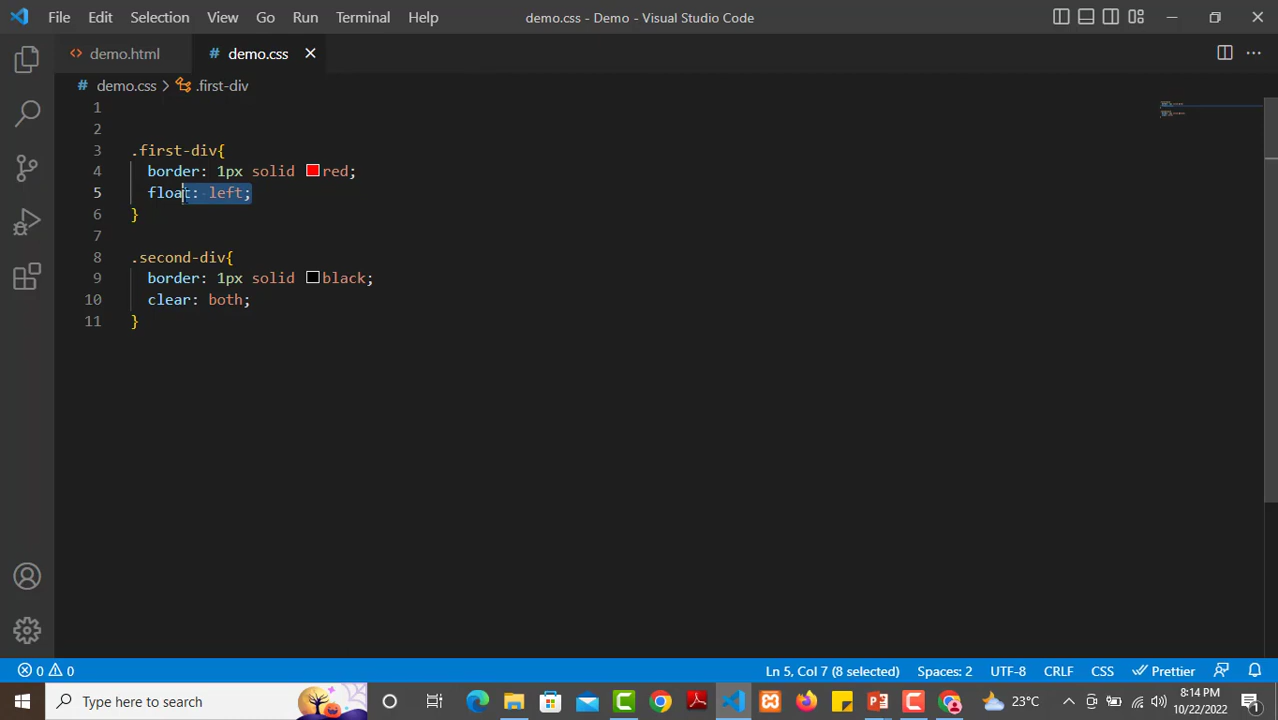 File Edit Selection View Go Run Terminal Help demo.css - Demo - Visual Studio Code
demo.html # demo.css
# demo.css > .first-div
1
2
3 .first-div{
4 border: 1px solid red;
5 float: left;
6 }
7
8 .second-div{
9 border: 1px solid black;
10 clear: both;
11 }
0 0 Ln 5, Col 7 (8 selected) Spaces: 2 UTF-8 CRLF CSS Prettier
Type here to search 23°C 8:14 PM
10/22/2022 1